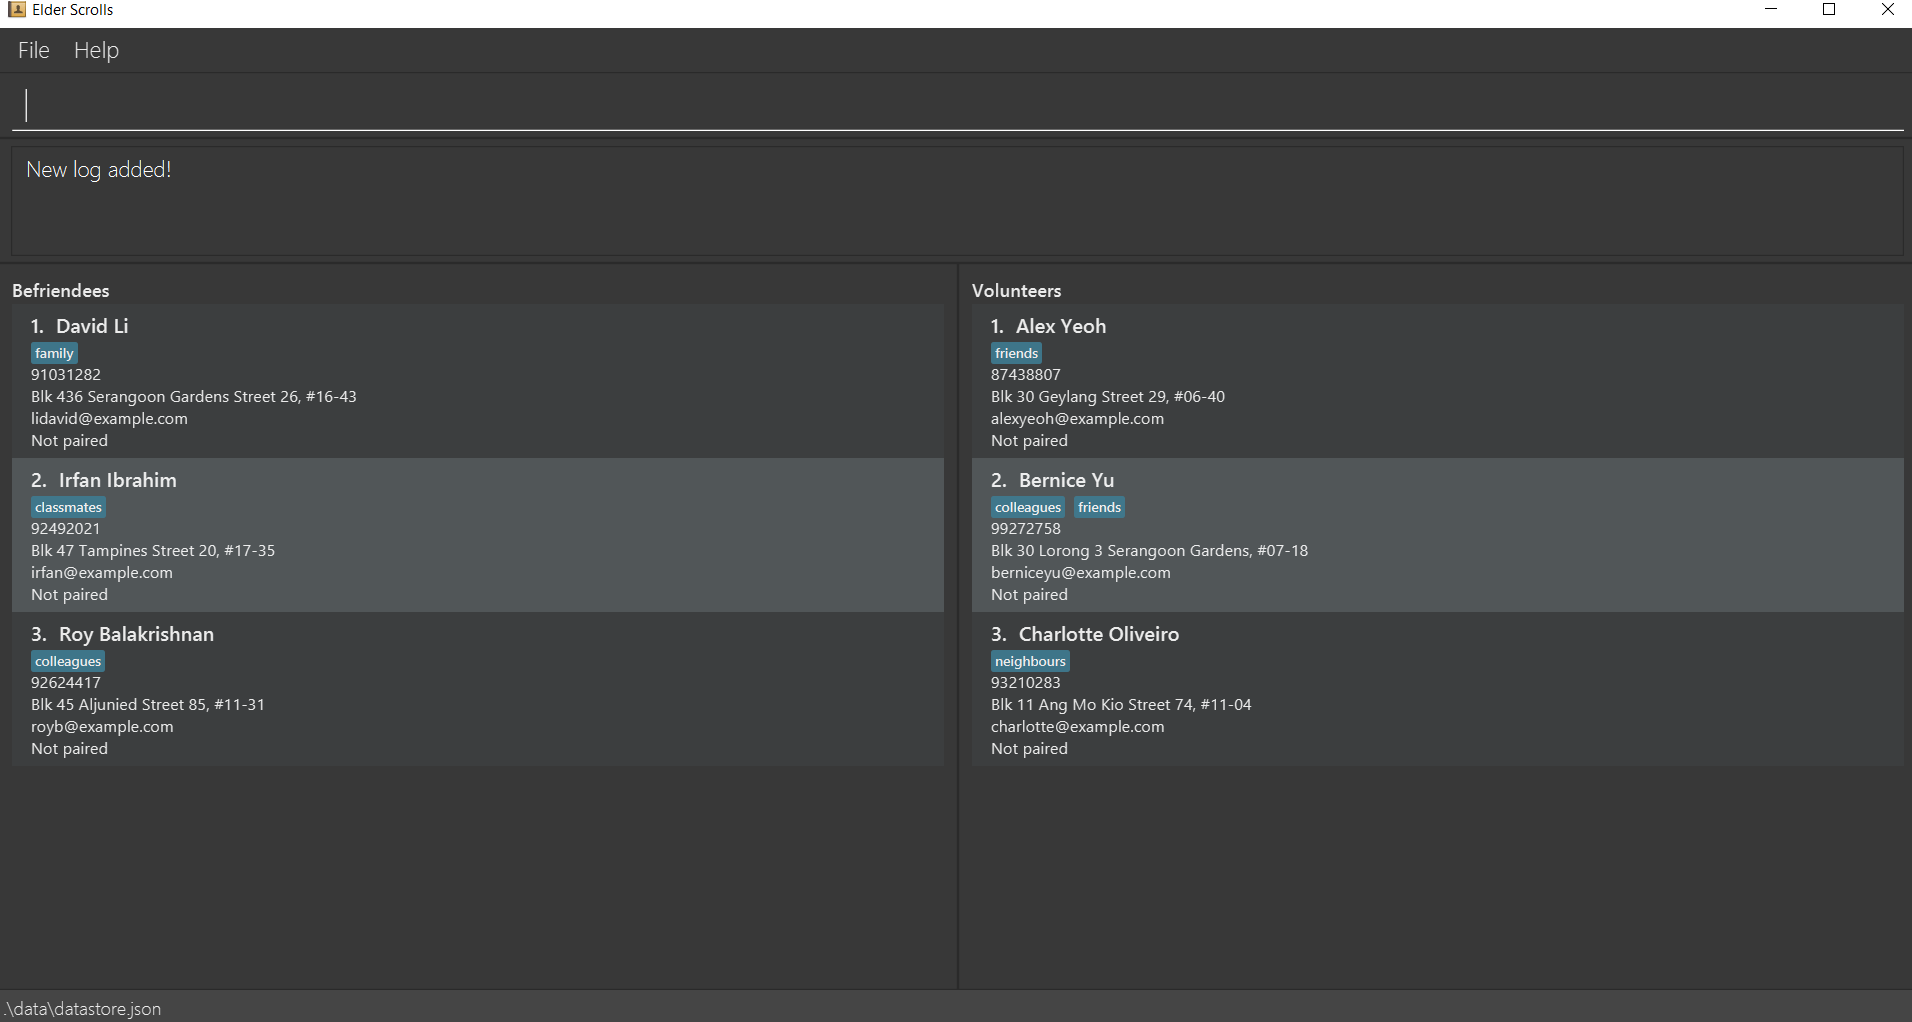 Elder Scrolls
File Help
New log added!
Befriendees
1. David Li
family
91031282
Blk 436 Serangoon Gardens Street 26, #16-43
lidavid@example.com
Not paired
2. Irfan Ibrahim
classmates
92492021
Blk 47 Tampines Street 20, #17-35
irfan@example.com
Not paired
3. Roy Balakrishnan
colleagues
92624417
Blk 45 Aljunied Street 85, #11-31
royb@example.com
Not paired
Volunteers
1. Alex Yeoh
friends
87438807
Blk 30 Geylang Street 29, #06-40
alexyeoh@example.com
Not paired
2. Bernice Yu
colleagues friends
99272758
Blk 30 Lorong 3 Serangoon Gardens, #07-18
berniceyu@example.com
Not paired
3. Charlotte Oliveiro
neighbours
93210283
Blk 11 Ang Mo Kio Street 74, #11-04
charlotte@example.com
Not paired
.\data\datastore.json